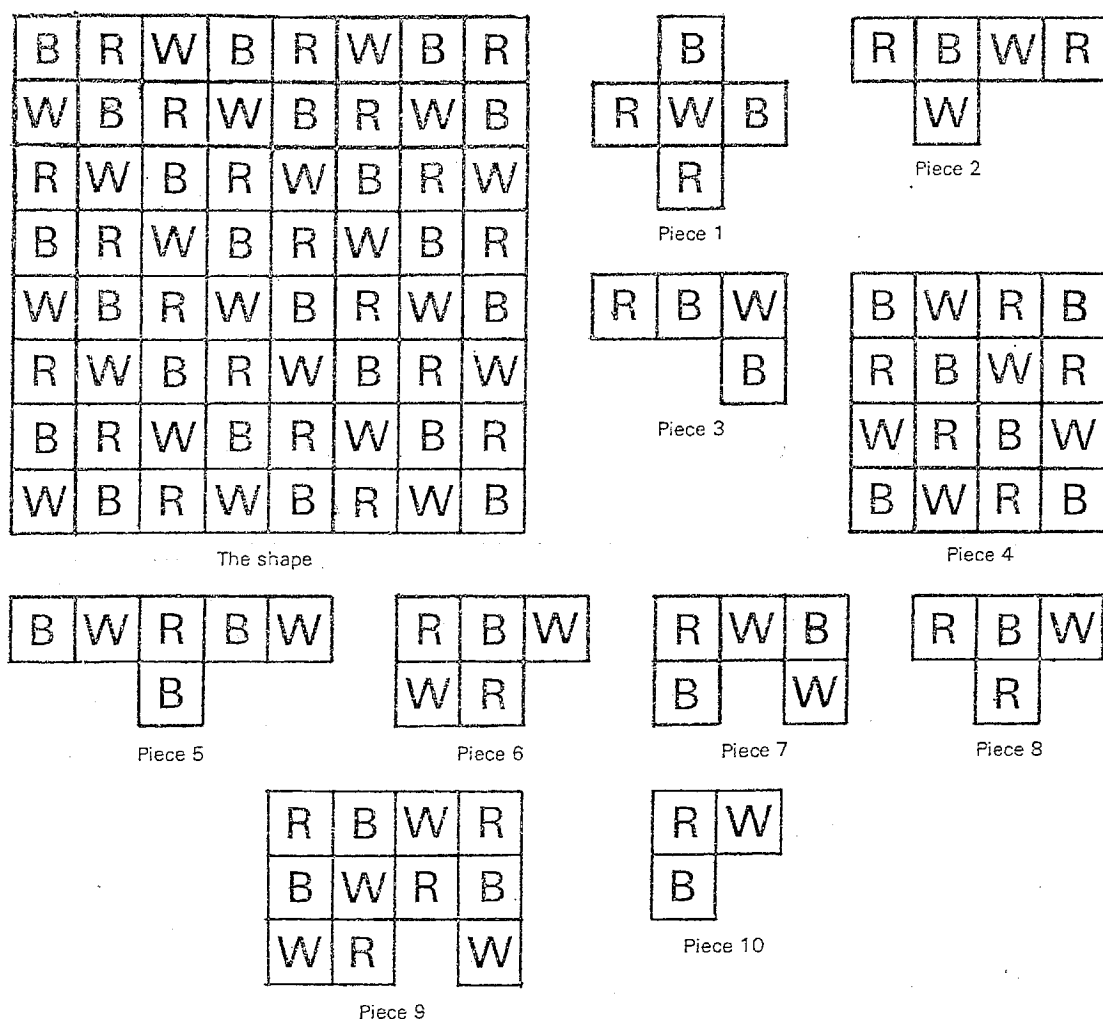 B R W B R W B R
W B R W B R W B
R W B R W B R W
B R W B R W B R
W B R W B R W B
R W B R W B R W
B R W B R W B R
W B R W B R W B
The shape
B
R W B
R
Piece 1
R B W R
W
Piece 2
R B W
B
Piece 3
B W R B
R B W R
W R B W
B W R B
Piece 4
B W R B W
B
Piece 5
R B W
W R
Piece 6
R W B
B W
Piece 7
R B W
R
Piece 8
R B W R
B W R B
W R W
Piece 9
R W
B
Piece 10